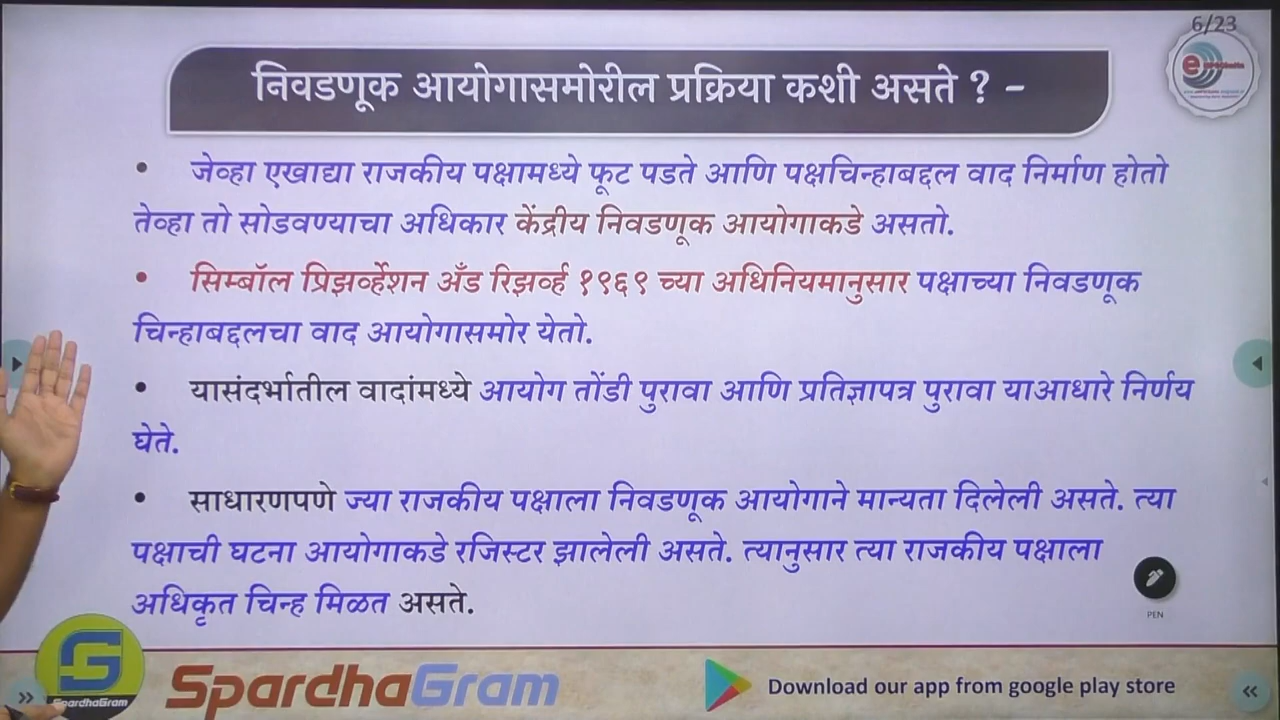 6/23
निवडणूक आयोगासमोरील प्रक्रिया कशी असते ? -
• जेव्हा एखाद्या राजकीय पक्षामध्ये फूट पडते आणि पक्षचिन्हाबद्दल वाद निर्माण होतो
तेव्हा तो सोडवण्याचा अधिकार केंद्रीय निवडणूक आयोगाकडे असतो.
• सिम्बॉल प्रिझर्व्हेशन अँड रिझर्व्ह १९६९ च्या अधिनियमानुसार पक्षाच्या निवडणूक
चिन्हाबद्दलचा वाद आयोगासमोर येतो.
• यासंदर्भातील वादांमध्ये आयोग तोंडी पुरावा आणि प्रतिज्ञापत्र पुरावा याआधारे निर्णय
घेते.
• साधारणपणे ज्या राजकीय पक्षाला निवडणूक आयोगाने मान्यता दिलेली असते. त्या
पक्षाची घटना आयोगाकडे रजिस्टर झालेली असते. त्यानुसार त्या राजकीय पक्षाला
अधिकृत चिन्ह मिळत असते.
PEN
SpardhaGram
SpardhaGram
Download our app from google play store